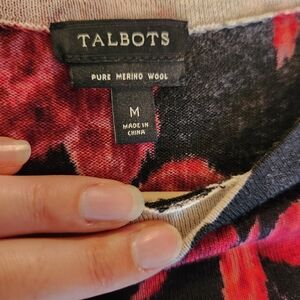 TALBOTS
PURE MERINO WOOL
M
MADE IN
CHINA